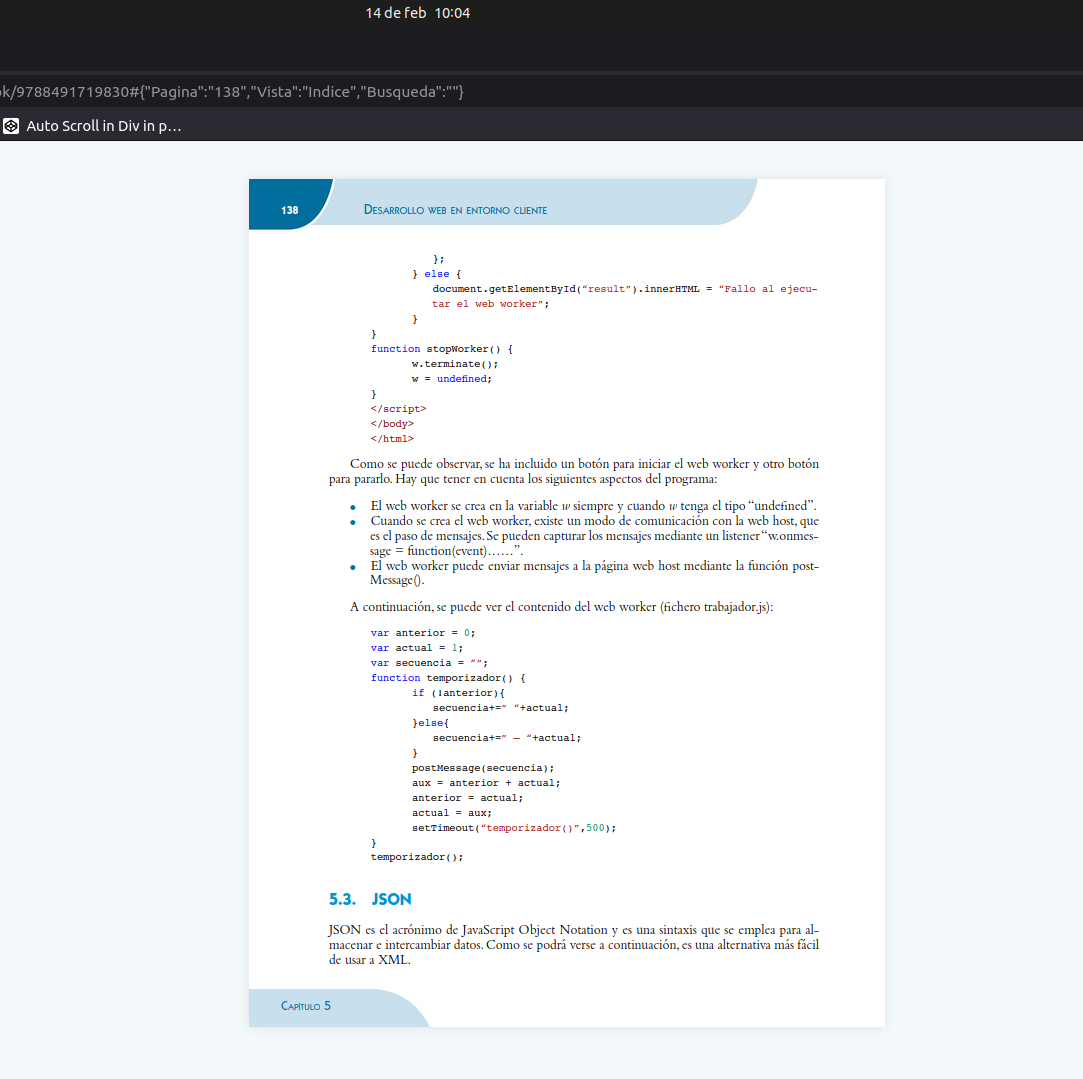 14 de feb 10:04
ok/9788491719830#{"Pagina":"138","Vista":"Indice","Busqueda":""}
Auto Scroll in Div in p…
138
DESARROLLO WEB EN ENTORNO CLIENTE
};
} else {
document.getElementById(“result”).innerHTML = “Fallo al ejecu-
tar el web worker”;
}
}
function stopWorker() {
w.terminate();
w = undefined;
}
</script>
</body>
</html>
Como se puede observar, se ha incluido un botón para iniciar el web worker y otro botón
para pararlo. Hay que tener en cuenta los siguientes aspectos del programa:
• El web worker se crea en la variable w siempre y cuando w tenga el tipo “undefined”.
• Cuando se crea el web worker, existe un modo de comunicación con la web host, que
es el paso de mensajes. Se pueden capturar los mensajes mediante un listener “w.onmes-
sage = function(event)……”.
• El web worker puede enviar mensajes a la página web host mediante la función post-
Message().
A continuación, se puede ver el contenido del web worker (fichero trabajador.js):
var anterior = 0;
var actual = 1;
var secuencia = “”;
function temporizador() {
if (!anterior){
secuencia+=” “+actual;
}else{
secuencia+=” – “+actual;
}
postMessage(secuencia);
aux = anterior + actual;
anterior = actual;
actual = aux;
setTimeout(“temporizador()”,500);
}
temporizador();
5.3. JSON
JSON es el acrónimo de JavaScript Object Notation y es una sintaxis que se emplea para al-
macenar e intercambiar datos. Como se podrá verse a continuación, es una alternativa más fácil
de usar a XML.
CAPÍTULO 5